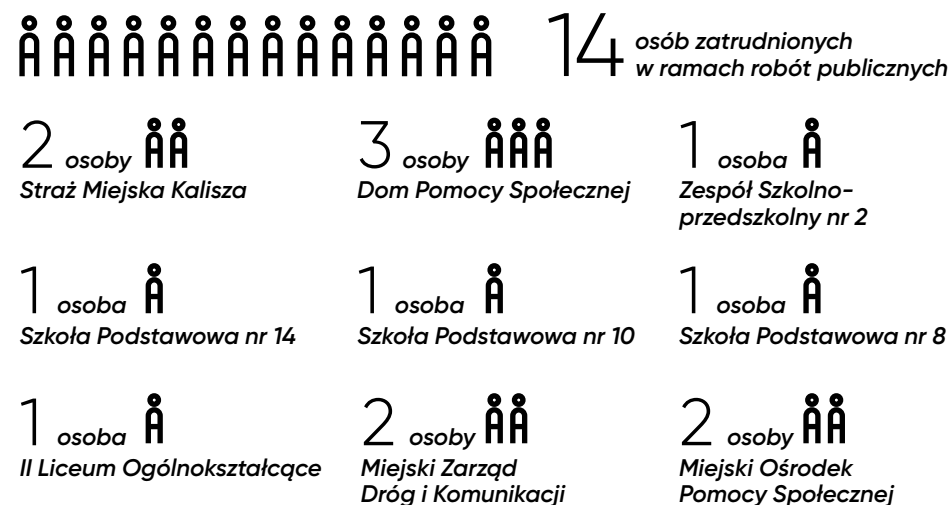 14 osób zatrudnionych
w ramach robót publicznych
2 osoby
Straż Miejska Kalisza
3 osoby
Dom Pomocy Społecznej
1 osoba
Zespół Szkolno-
przedszkolny nr 2
1 osoba
Szkoła Podstawowa nr 14
1 osoba
Szkoła Podstawowa nr 10
1 osoba
Szkoła Podstawowa nr 8
1 osoba
II Liceum Ogólnokształcące
2 osoby
Miejski Zarząd
Dróg i Komunikacji
2 osoby
Miejski Ośrodek
Pomocy Społecznej